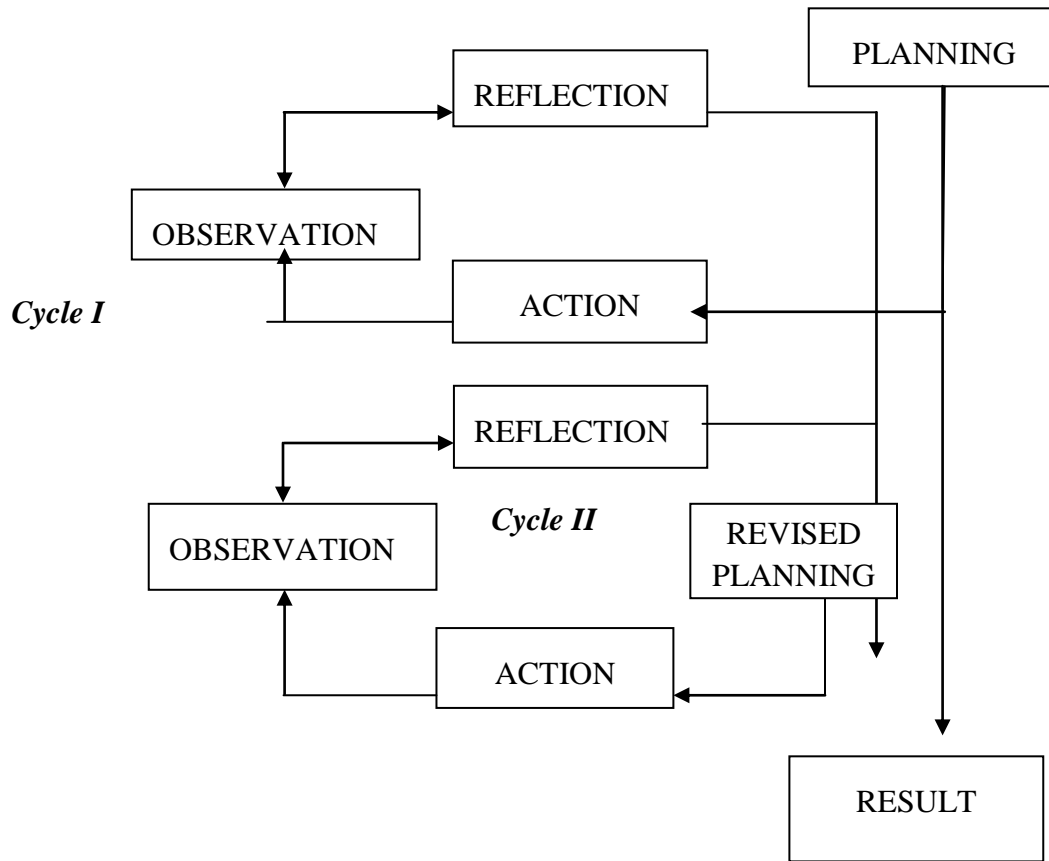 PLANNING
REFLECTION
OBSERVATION
ACTION
Cycle I
REFLECTION
Cycle II
OBSERVATION
REVISED
PLANNING
ACTION
RESULT